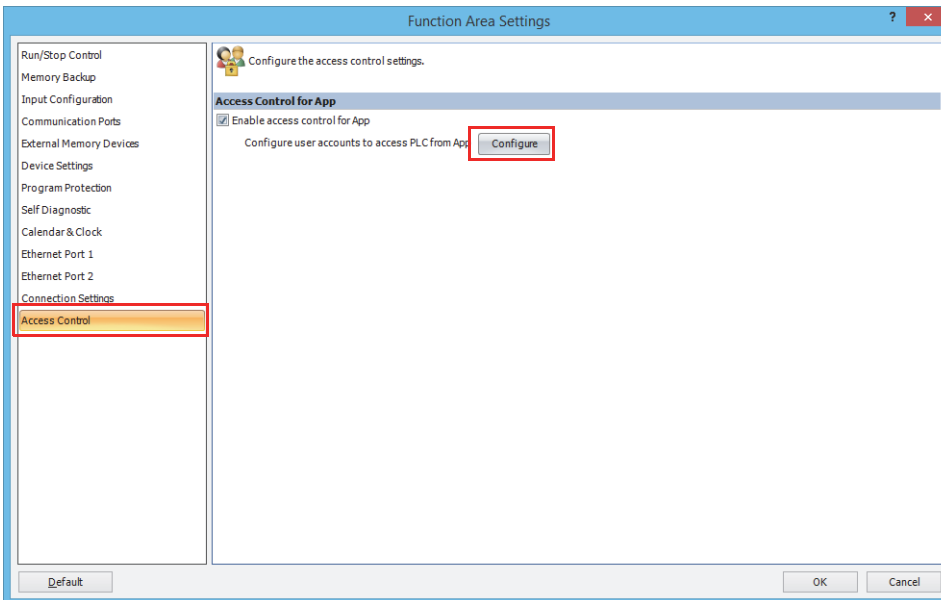 Function Area Settings
?
Run/Stop Control
Memory Backup
Input Configuration
Communication Ports
External Memory Devices
Device Settings
Program Protection
Self Diagnostic
Calendar & Clock
Ethernet Port 1
Ethernet Port 2
Connection Settings
Access Control
Configure the access control settings.
Access Control for App
Enable access control for App
Configure user accounts to access PLC from App
Configure
Default
OK
Cancel